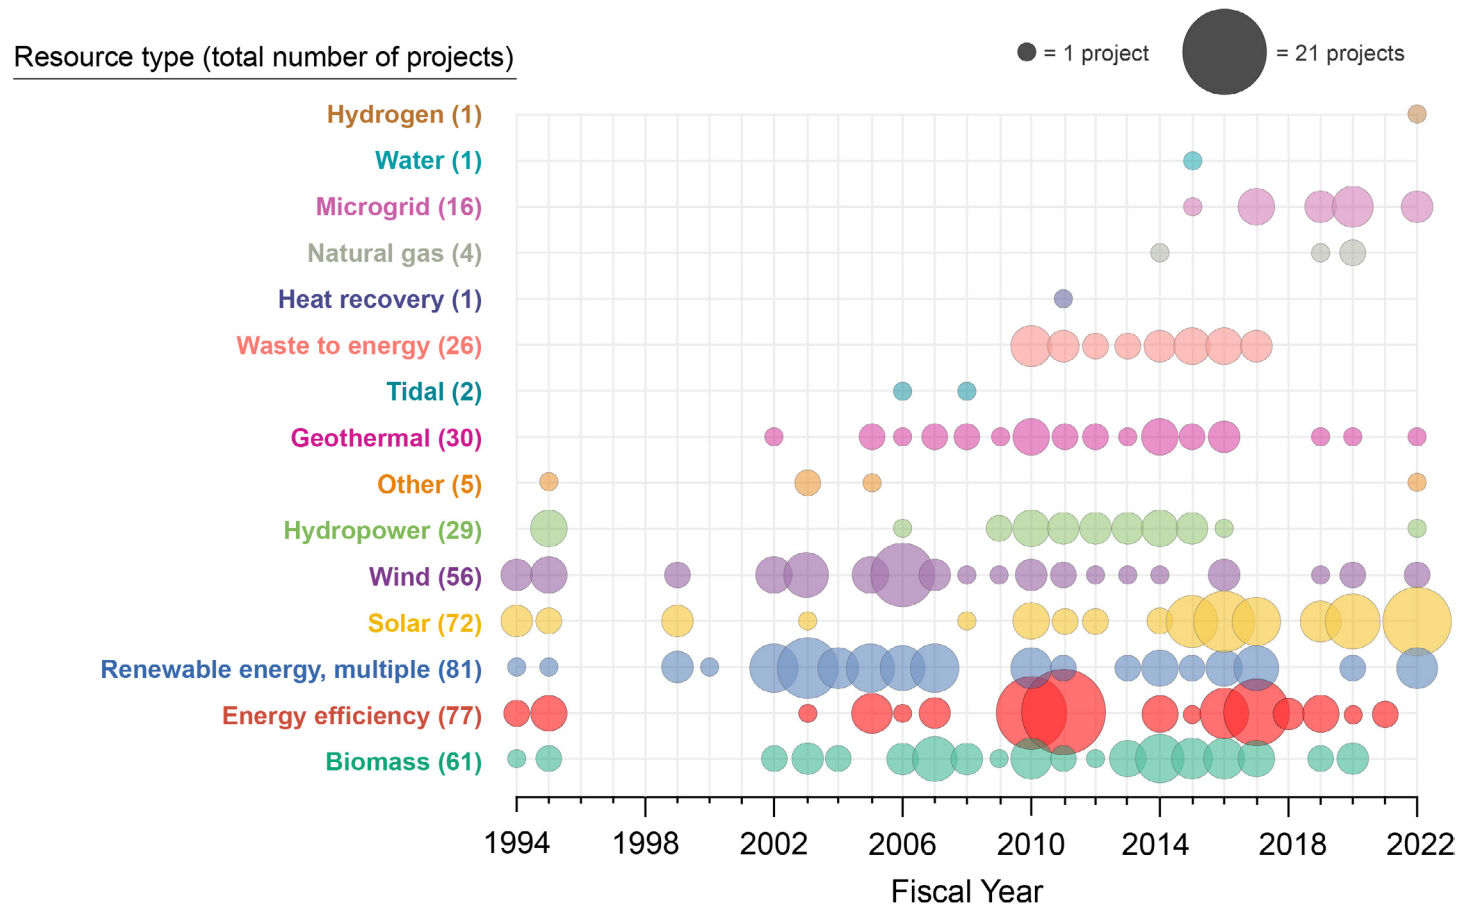 Resource type (total number of projects)
= 1 project
= 21 projects
Hydrogen (1)
Water (1)
Microgrid (16)
Natural gas (4)
Heat recovery (1)
Waste to energy (26)
Tidal (2)
Geothermal (30)
Other (5)
Hydropower (29)
Wind (56)
Solar (72)
Renewable energy, multiple (81)
Energy efficiency (77)
Biomass (61)
1994 1998 2002 2006 2010 2014 2018 2022
Fiscal Year